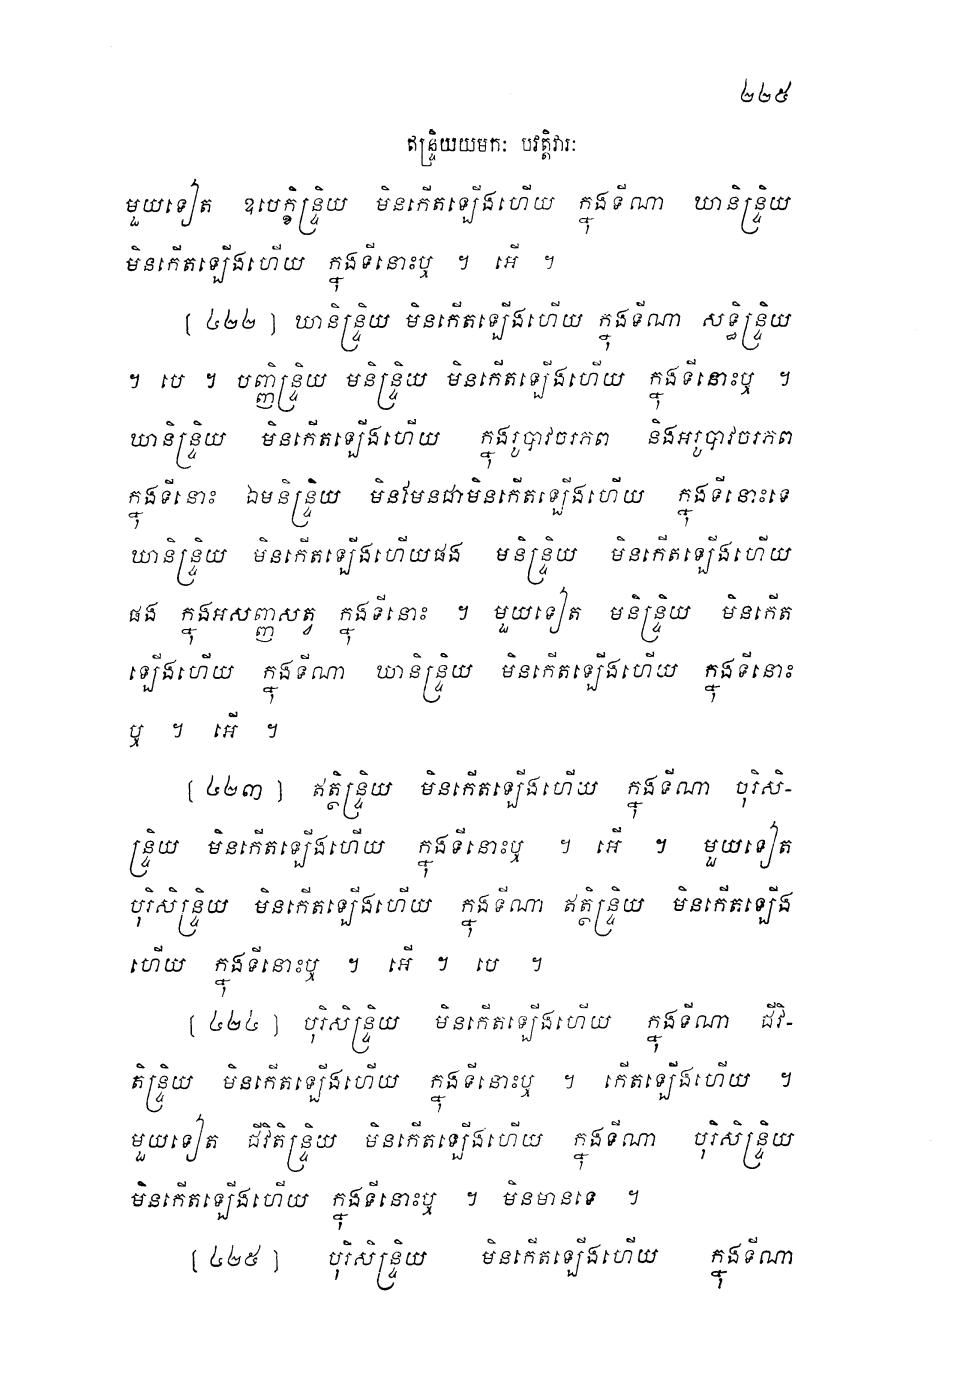 ២២៥
ឥន្ទ្រិយយមកៈ បវត្តិវារៈ
មួយទៀត ឧបេក្ខិន្ទ្រិយ មិនកើតឡើងហើយ ក្នុងទីណា ឃានិន្ទ្រិយ
មិនកើតឡើងហើយ ក្នុងទីនោះឬ ។ អើ ។
[ ៤២២ ] ឃានិន្ទ្រិយ មិនកើតឡើងហើយ ក្នុងទីណា សទ្ធិន្ទ្រិយ
។ បេ ។ បញ្ញិន្ទ្រិយ មនិន្ទ្រិយ មិនកើតឡើងហើយ ក្នុងទីនោះឬ ។
ឃានិន្ទ្រិយ មិនកើតឡើងហើយ ក្នុងរូបាវចរភព និងអរូបាវចរភព
ក្នុងទីនោះ ឯមនិន្ទ្រិយ មិនមែនជាមិនកើតឡើងហើយ ក្នុងទីនោះទេ
ឃានិន្ទ្រិយ មិនកើតឡើងហើយផង មនិន្ទ្រិយ មិនកើតឡើងហើយ
ផង ក្នុងអសញ្ញសត្វ ក្នុងទីនោះ ។ មួយទៀត មនិន្ទ្រិយ មិនកើត
ឡើងហើយ ក្នុងទីណា ឃានិន្ទ្រិយ មិនកើតឡើងហើយ ក្នុងទីនោះ
ឬ ។ អើ ។
[ ៤២៣ ] ឥត្ថិន្ទ្រិយ មិនកើតឡើងហើយ ក្នុងទីណា បុរិសិ-
ន្ទ្រិយ មិនកើតឡើងហើយ ក្នុងទីនោះឬ ។ អើ ។ មួយទៀត
បុរិសិន្ទ្រិយ មិនកើតឡើងហើយ ក្នុងទីណា ឥត្ថិន្ទ្រិយ មិនកើតឡើង
ហើយ ក្នុងទីនោះឬ ។ អើ ។ បេ ។
[ ៤២៤ ] បុរិសិន្ទ្រិយ មិនកើតឡើងហើយ ក្នុងទីណា ជីវិ-
តិន្ទ្រិយ មិនកើតឡើងហើយ ក្នុងទីនោះឬ ។ កើតឡើងហើយ ។
មួយទៀត ជីវិតិន្ទ្រិយ មិនកើតឡើងហើយ ក្នុងទីណា បុរិសិន្ទ្រិយ
មិនកើតឡើងហើយ ក្នុងទីនោះឬ ។ មិនមានទេ ។
[ ៤២៥ ] បុរិសិន្ទ្រិយ មិនកើតឡើងហើយ ក្នុងទីណា